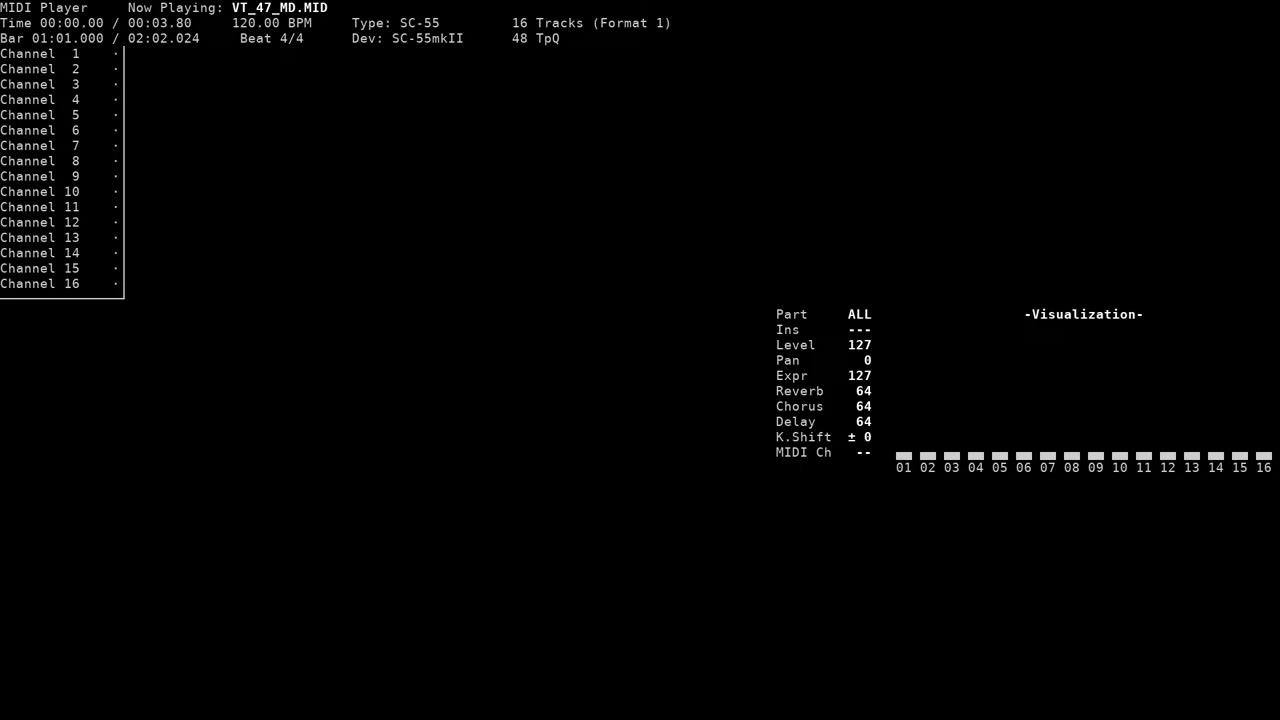 MIDI Player     Now Playing: VT_47_MD.MID
Time 00:00.00 / 00:03.80     120.00 BPM     Type: SC-55     16 Tracks (Format 1)
Bar 01:01.000 / 02:02.024     Beat 4/4     Dev: SC-55mkII     48 TpQ
Channel  1    ·
Channel  2    ·
Channel  3    ·
Channel  4    ·
Channel  5    ·
Channel  6    ·
Channel  7    ·
Channel  8    ·
Channel  9    ·
Channel 10    ·
Channel 11    ·
Channel 12    ·
Channel 13    ·
Channel 14    ·
Channel 15    ·
Channel 16    ·
Part     ALL
-Visualization-
Ins      ---
Level    127
Pan        0
Expr     127
Reverb    64
Chorus    64
Delay     64
K.Shift  ± 0
MIDI Ch   --
01 02 03 04 05 06 07 08 09 10 11 12 13 14 15 16